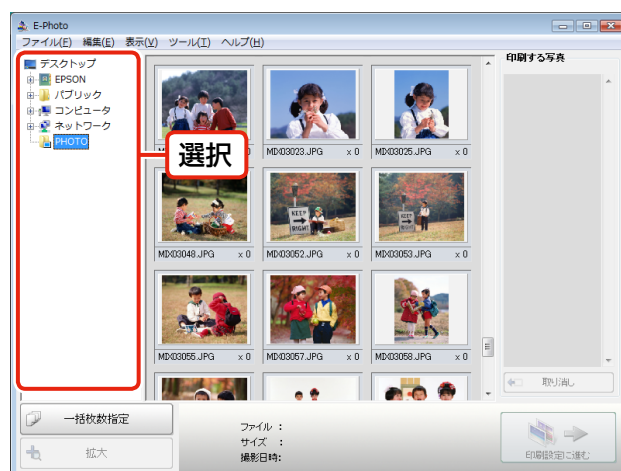 E-Photo
ファイル(F) 編集(E) 表示(V) ツール(T) ヘルプ(H)
デスクトップ
EPSON
パブリック
コンピュータ
ネットワーク
PHOTO
選択
0
MDX03023.JPG x 0
MDX03025.JPG x 0
KEEP
RIGHT
MDX03048.JPG x 0
MDX03052.JPG x 0
MDX03053.JPG x 0
MDX03055.JPG x 0
MDX03057.JPG x 0
MDX03058.JPG x 0
印刷する写真
取り消し
一括枚数指定
拡大
ファイル :
サイズ :
撮影日時:
印刷設定に進む